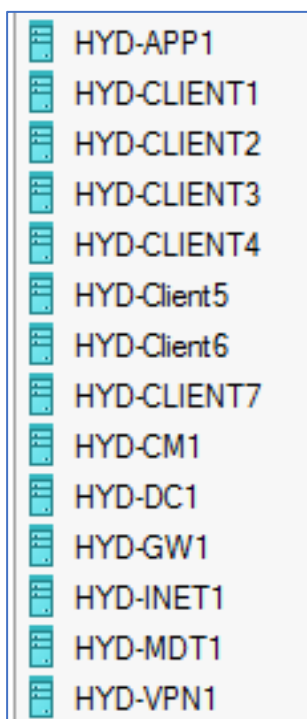 HYD-APP1
HYD-CLIENT1
HYD-CLIENT2
HYD-CLIENT3
HYD-CLIENT4
HYD-Client5
HYD-Client6
HYD-CLIENT7
HYD-CM1
HYD-DC1
HYD-GW1
HYD-INET1
HYD-MDT1
HYD-VPN1